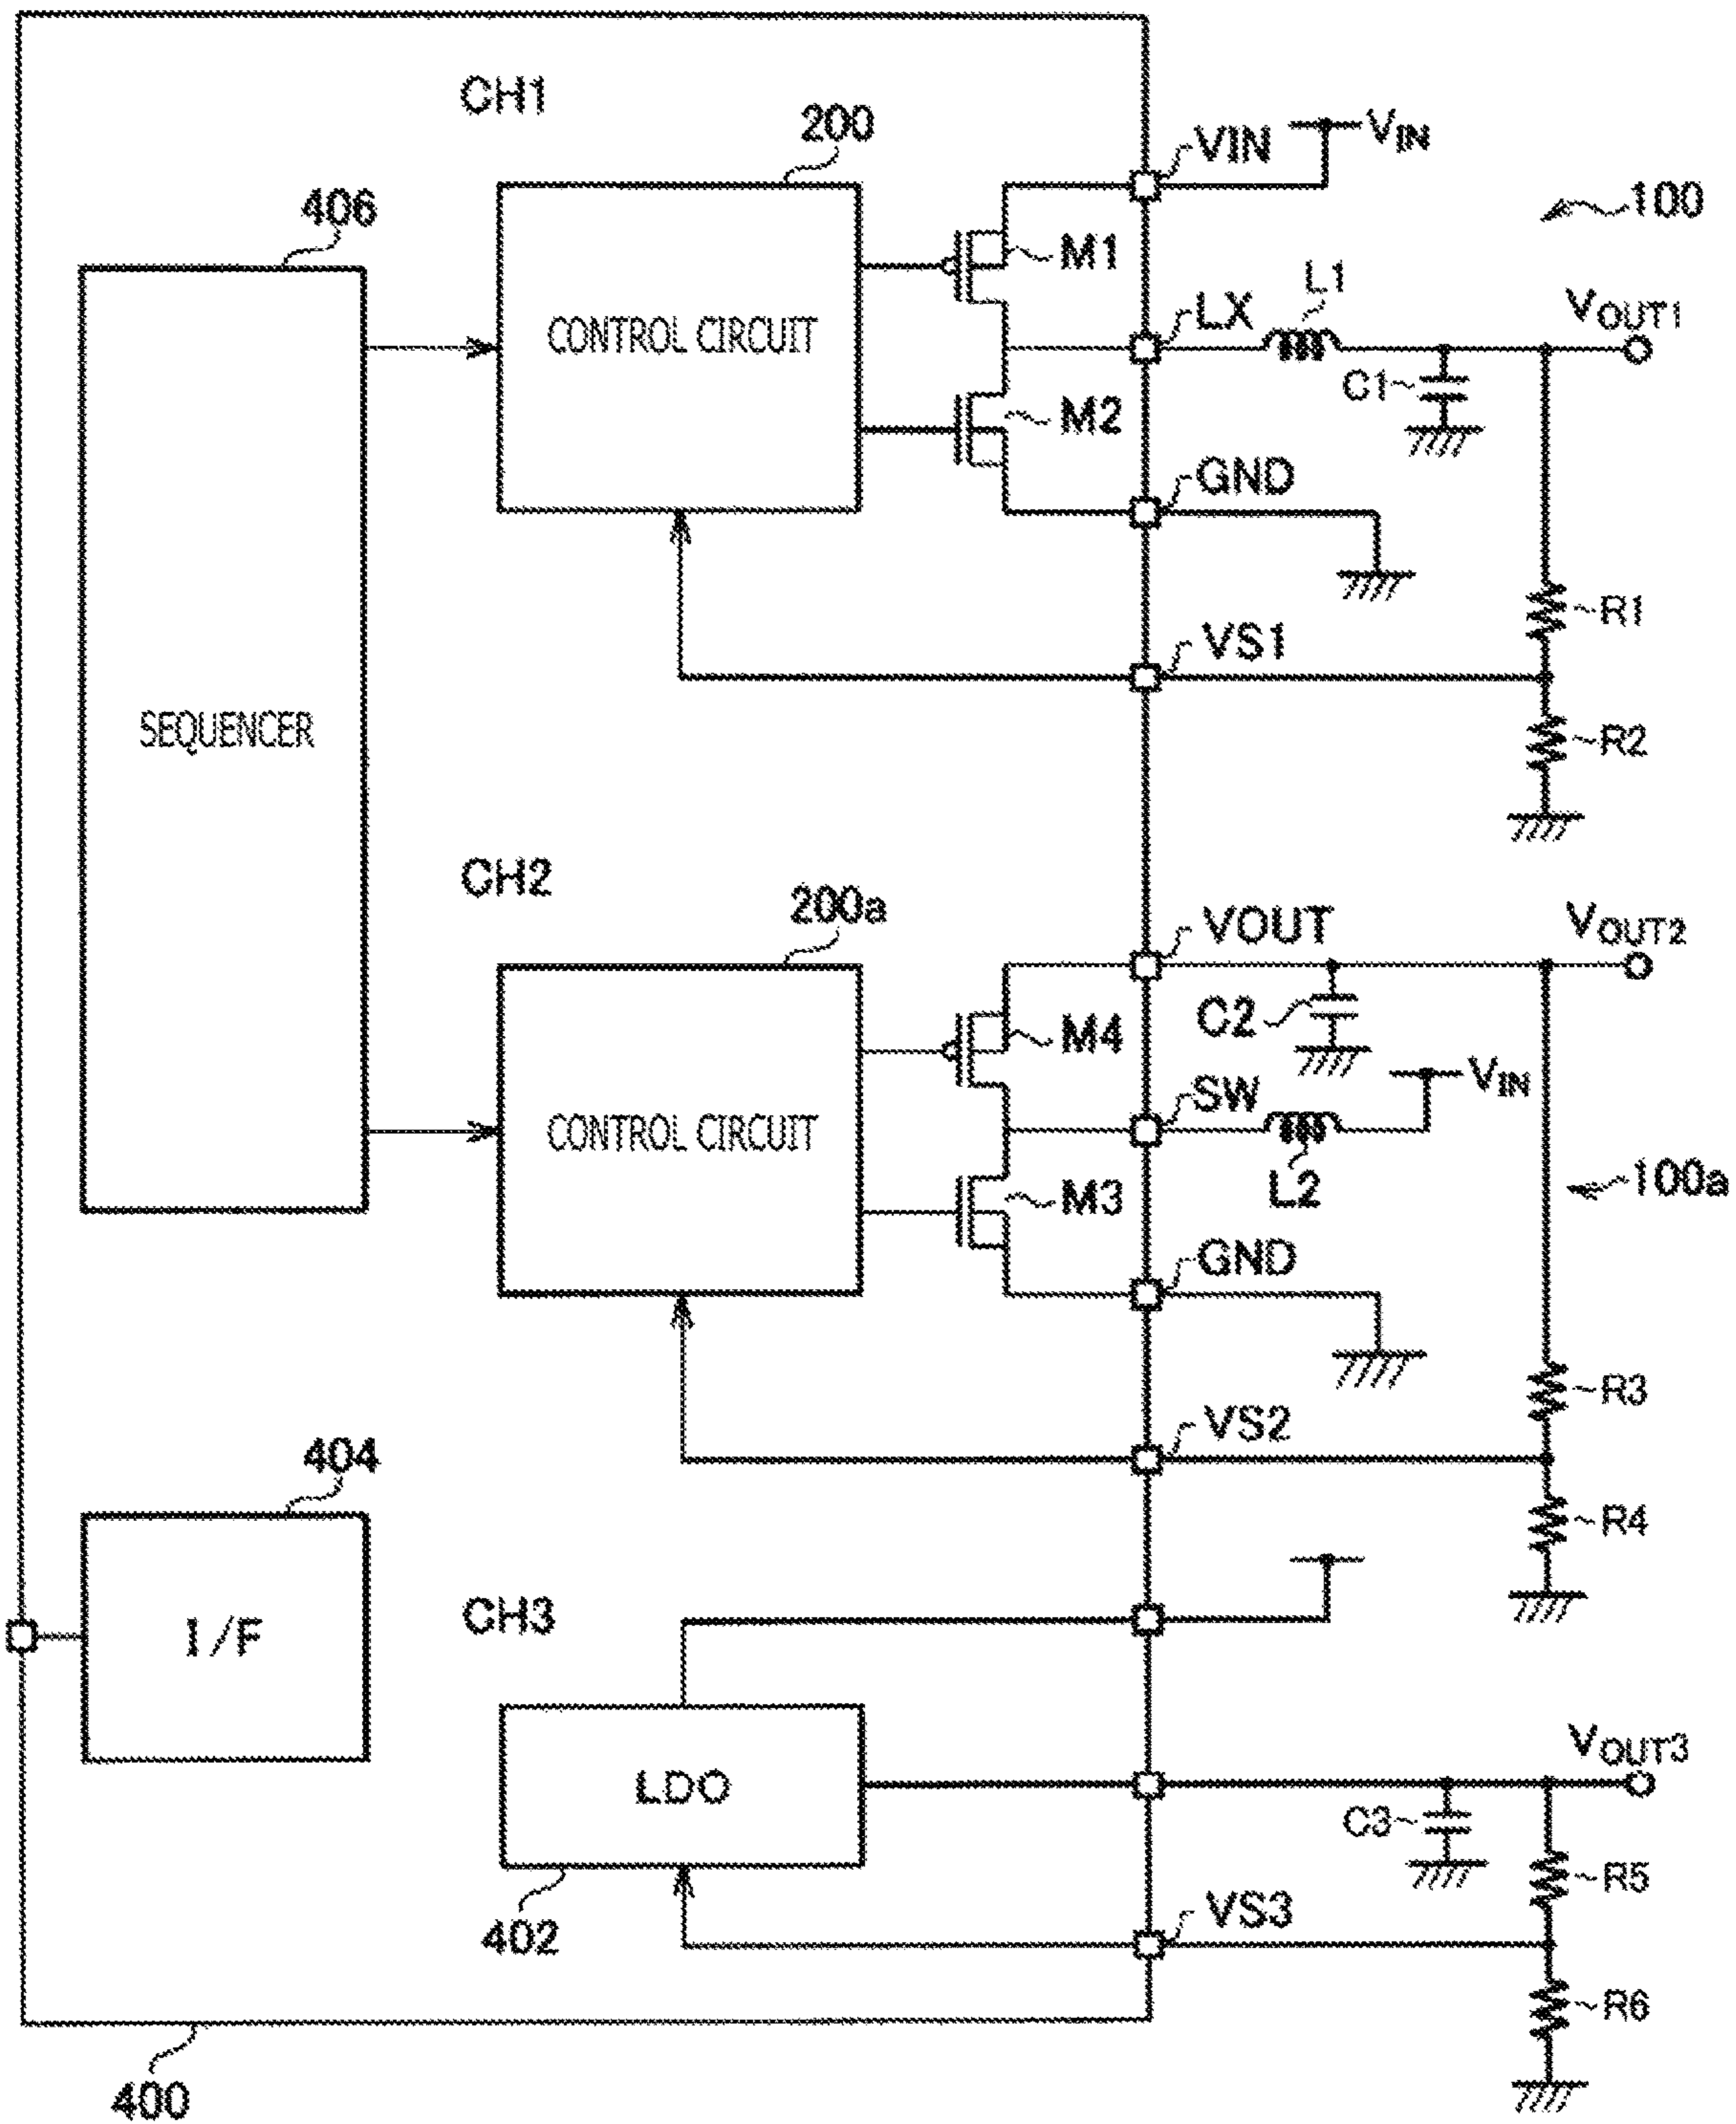 CH1
200
VIN
VIN
100
406
M1
LX
L1
VOUT1
CONTROL CIRCUIT
C1
M2
GND
R1
VS1
SEQUENCER
R2
CH2
200a
VOUT
VOUT2
M4
C2
VIN
SW
CONTROL CIRCUIT
L2
100a
M3
GND
R3
VS2
404
R4
CH3
I/F
VOUT3
LDO
C3
R5
VS3
402
R6
400